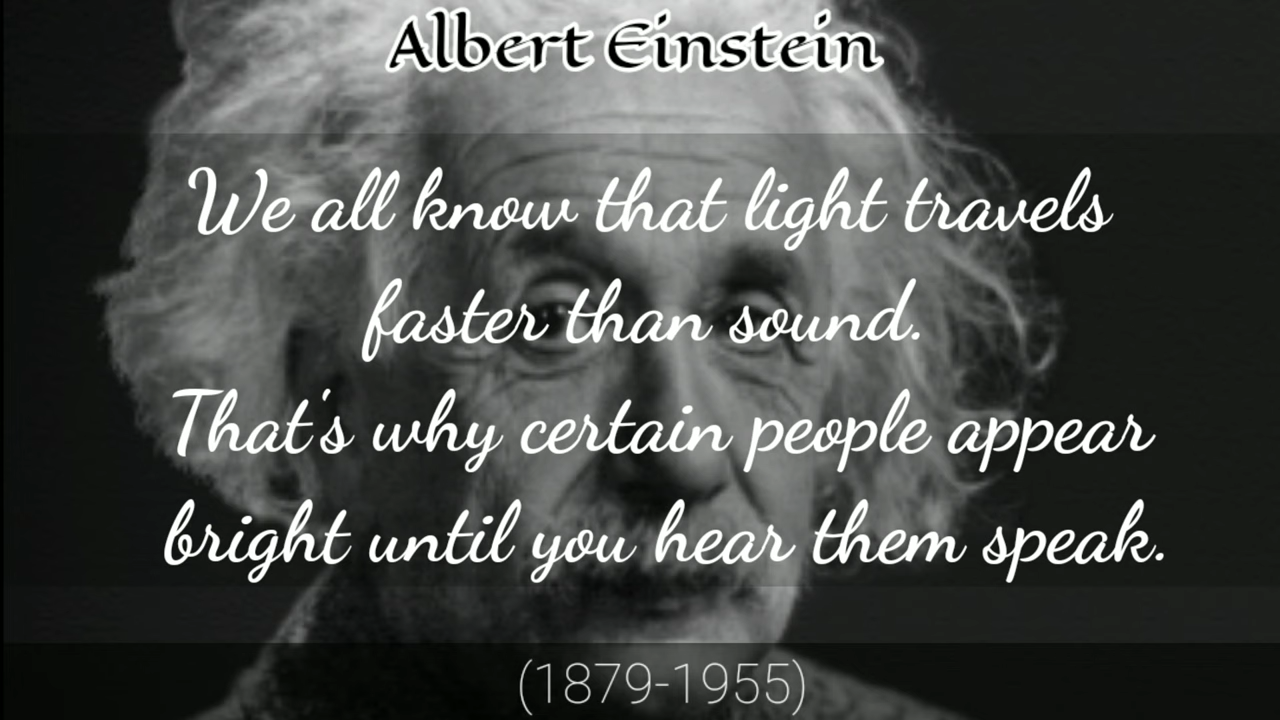 Albert Einstein
We all know that light travels
faster than sound.
That's why certain people appear
bright until you hear them speak.
(1879-1955)